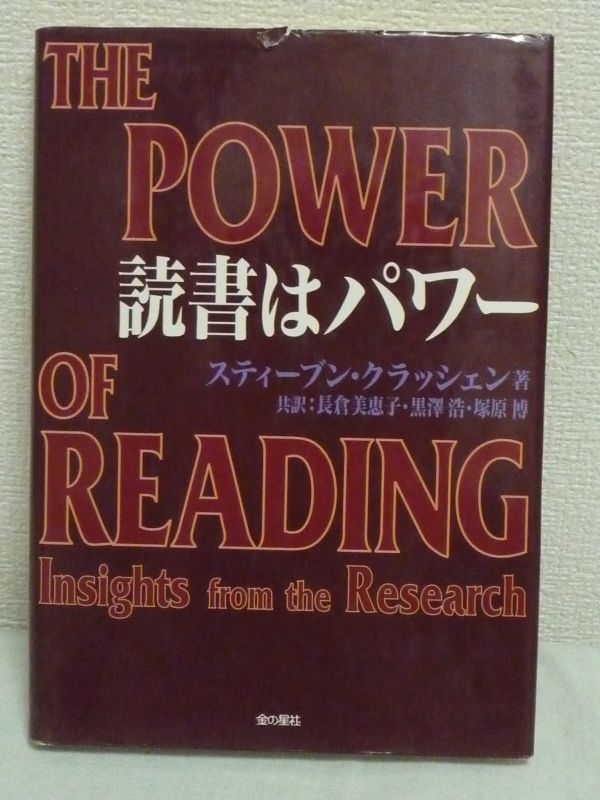 THE
POWER
読書はパワー
スティーブン・クラッシェン 著
共訳：長倉美恵子・黒澤 浩・塚原 博
OF
READING
Insights from the Research
金の星社